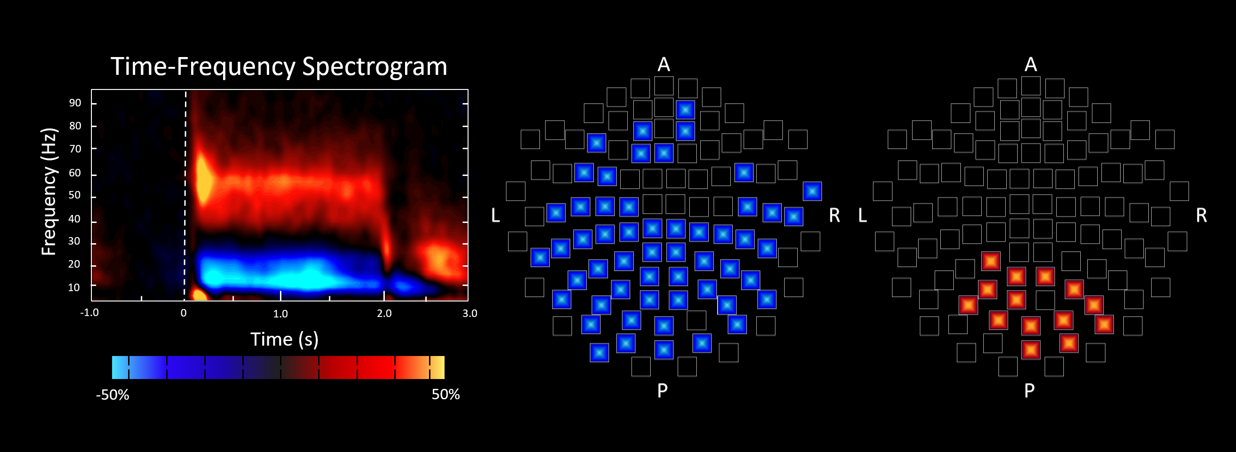 Time-Frequency Spectrogram
Frequency (Hz)
90
80
70
60
50
40
30
20
10
-1.0 0 1.0 2.0 3.0
Time (s)
-50% 50%
A
L R
P
A
L R
P